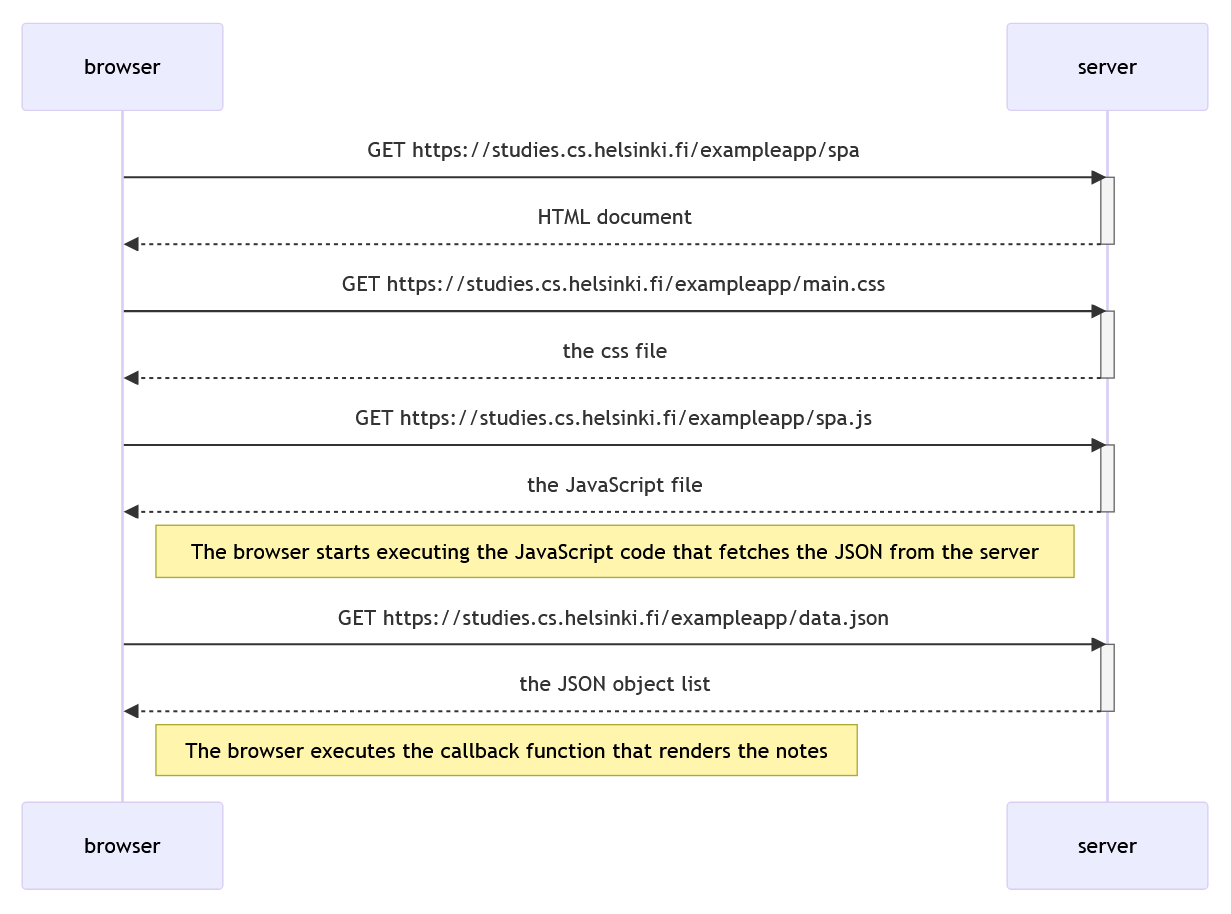 browser
server
GET https://studies.cs.helsinki.fi/exampleapp/spa
HTML document
GET https://studies.cs.helsinki.fi/exampleapp/main.css
the css file
GET https://studies.cs.helsinki.fi/exampleapp/spa.js
the JavaScript file
The browser starts executing the JavaScript code that fetches the JSON from the server
GET https://studies.cs.helsinki.fi/exampleapp/data.json
the JSON object list
The browser executes the callback function that renders the notes
browser
server